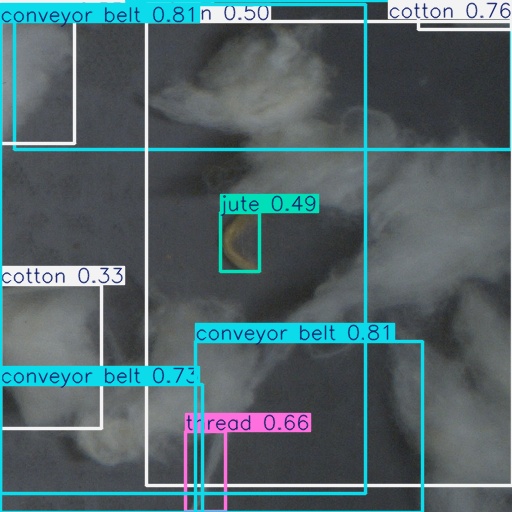 conveyor belt 0.81
n 0.50
cotton 0.76
jute 0.49
cotton 0.33
conveyor belt 0.81
conveyor belt 0.73
thread 0.66